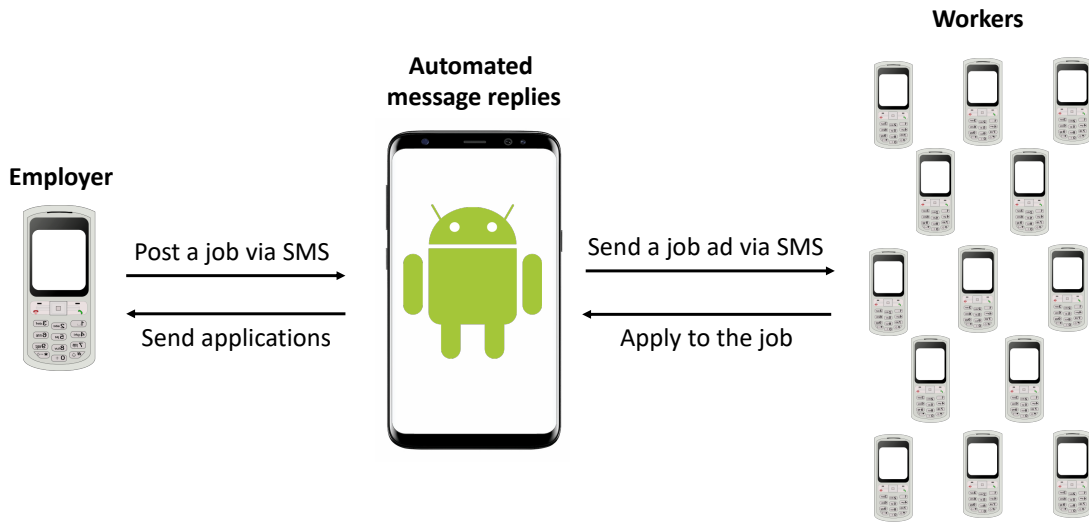 Workers
Automated
message replies
Employer
Post a job via SMS
Send applications
Send a job ad via SMS
Apply to the job